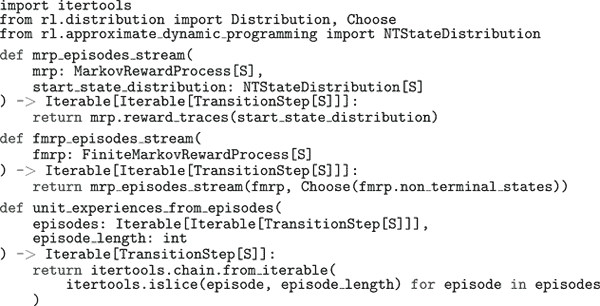 import itertools
from rl.distribution import Distribution, Choose
from rl.approximate_dynamic_programming import NTStateDistribution
def mrp_episodes_stream(
    mrp: MarkovRewardProcess[S],
    start_state_distribution: NTStateDistribution[S]
) -> Iterable[Iterable[TransitionStep[S]]]:
    return mrp.reward_traces(start_state_distribution)
def fmrp_episodes_stream(
    fmrp: FiniteMarkovRewardProcess[S]
) -> Iterable[Iterable[TransitionStep[S]]]:
    return mrp_episodes_stream(fmrp, Choose(fmrp.non_terminal_states))
def unit_experiences_from_episodes(
    episodes: Iterable[Iterable[TransitionStep[S]]],
    episode_length: int
) -> Iterable[TransitionStep[S]]:
    return itertools.chain.from_iterable(
        itertools.islice(episode, episode_length) for episode in episodes
    )